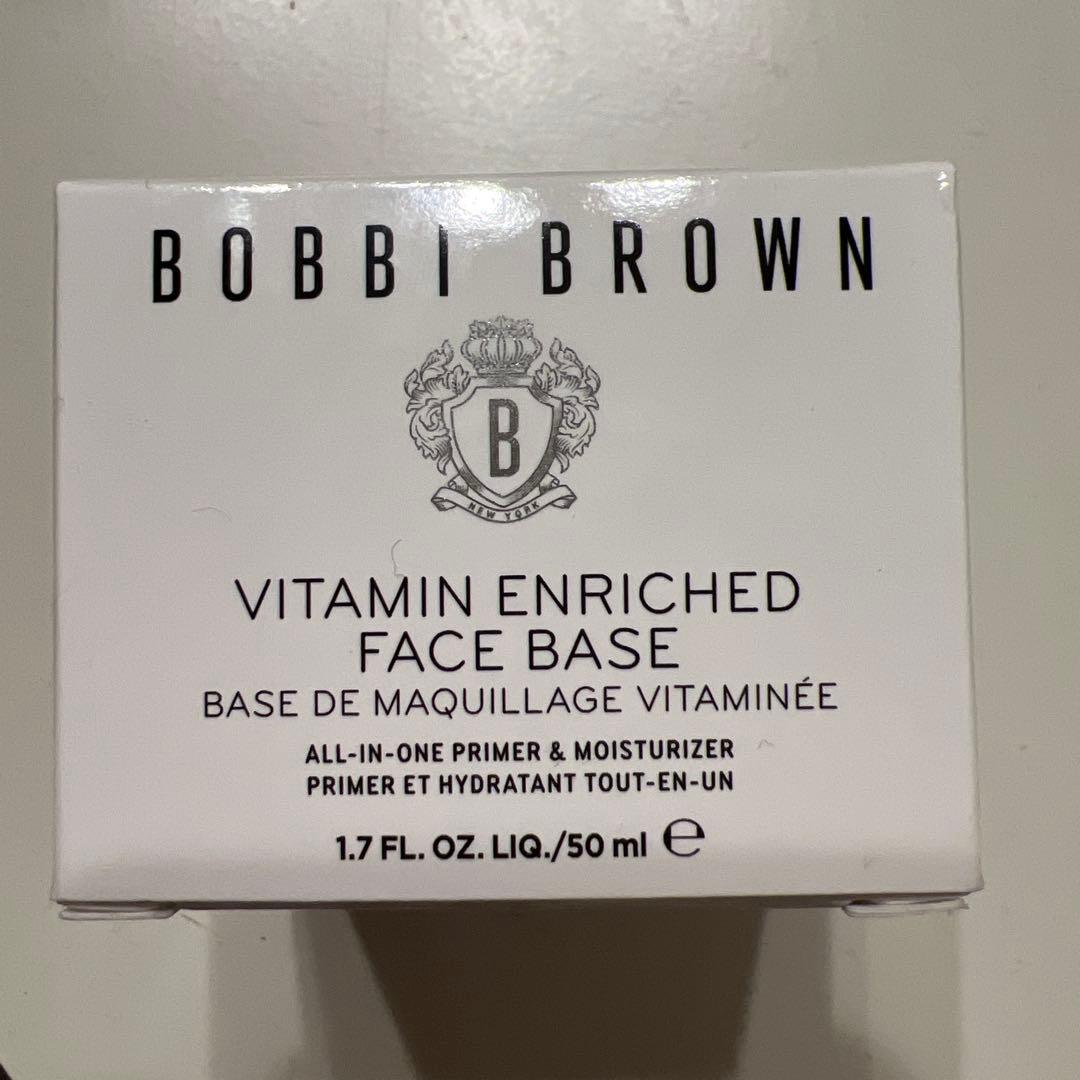 BOBBI BROWN
B
NEW YORK
VITAMIN ENRICHED
FACE BASE
BASE DE MAQUILLAGE VITAMINÉE
ALL-IN-ONE PRIMER & MOISTURIZER
PRIMER ET HYDRATANT TOUT-EN-UN
1.7 FL. OZ. LIQ./50 ml ℮